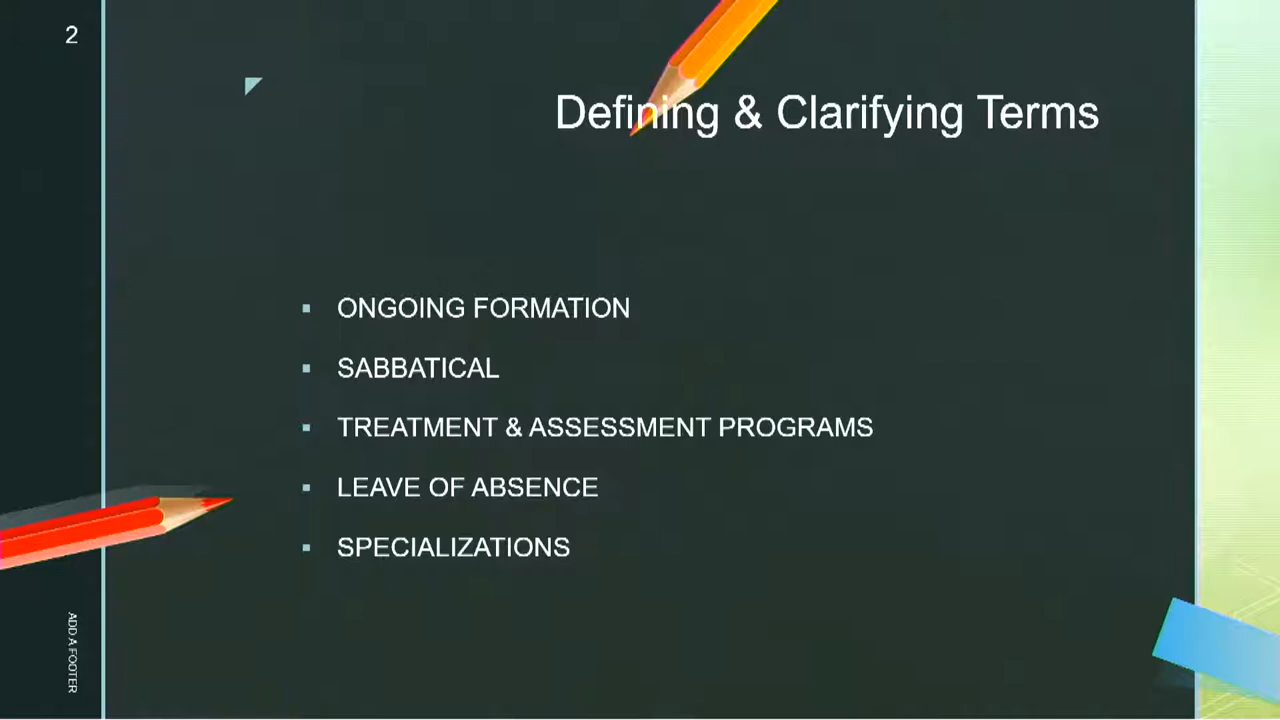 2
Defining & Clarifying Terms
▪ ONGOING FORMATION
▪ SABBATICAL
▪ TREATMENT & ASSESSMENT PROGRAMS
▪ LEAVE OF ABSENCE
▪ SPECIALIZATIONS
ADD A FOOTER